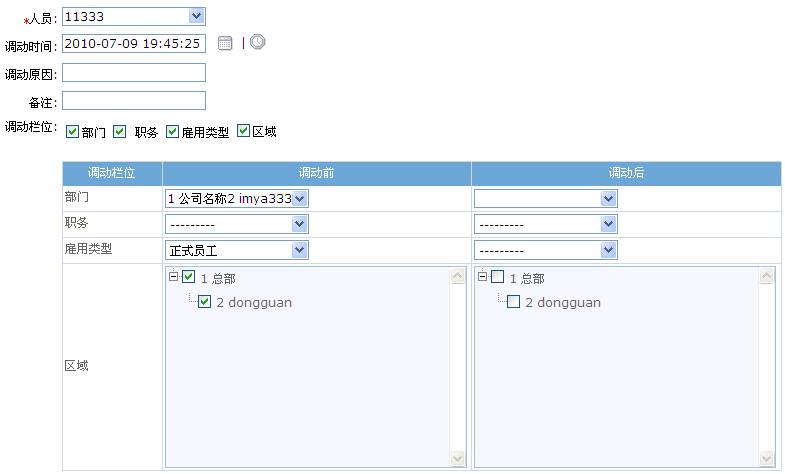 *人员: 11333
调动时间: 2010-07-09 19:45:25 |
调动原因:
备注:
调动栏位: 部门 职务 雇用类型 区域
调动栏位 调动前 调动后
部门 1 公司名称2 imya333
职务 --------- ---------
雇用类型 正式员工 ---------
1 总部 1 总部
2 dongguan 2 dongguan
区域